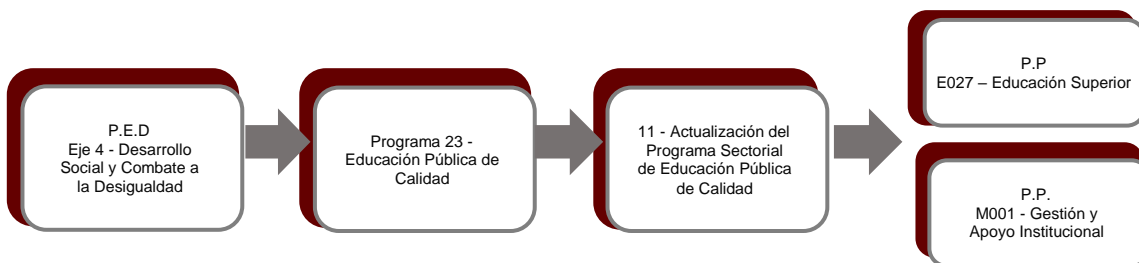 P.E.D
Eje 4 - Desarrollo
Social y Combate a
la Desigualdad
Programa 23 -
Educación Pública de
Calidad
11 - Actualización del
Programa Sectorial
de Educación Pública
de Calidad
P.P
E027 – Educación Superior
P.P.
M001 - Gestión y
Apoyo Institucional